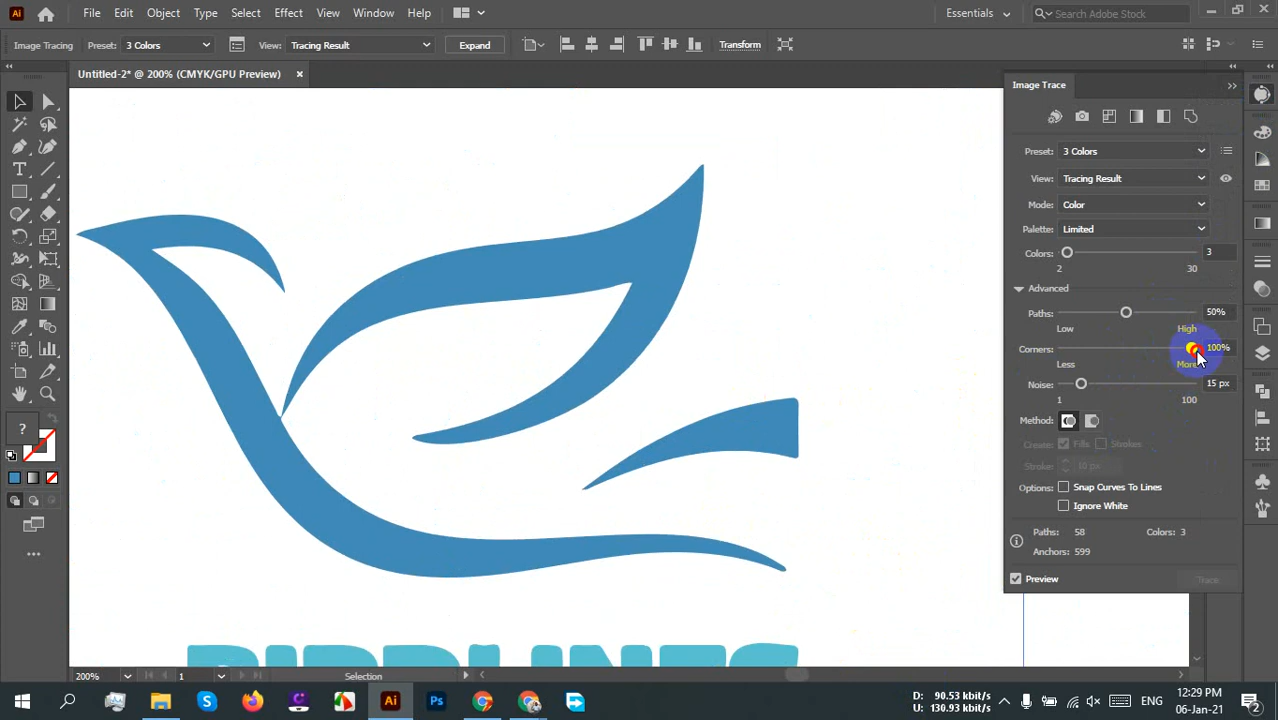 Ai File Edit Object Type Select Effect View Window Help Essentials Search Adobe Stock
Image Tracing Preset: 3 Colors View: Tracing Result Expand Transform
Untitled-2* @ 200% (CMYK/GPU Preview) ×
Image Trace
Preset: 3 Colors
View: Tracing Result
Mode: Color
Palette: Limited
Colors: 3
2 30
Advanced
Paths: 50%
Low High
Corners: 100%
Less More
Noise: 15 px
1 100
Method:
Create: Fills Strokes
Stroke: 10 px
Options: Snap Curves To Lines
Ignore White
Paths: 58 Colors: 3
Anchors: 599
Preview Trace
200% 1 Selection
Ai Ps D: 90.53 kbit/s ENG 12:29 PM
U: 130.93 kbit/s 06-Jan-21 2